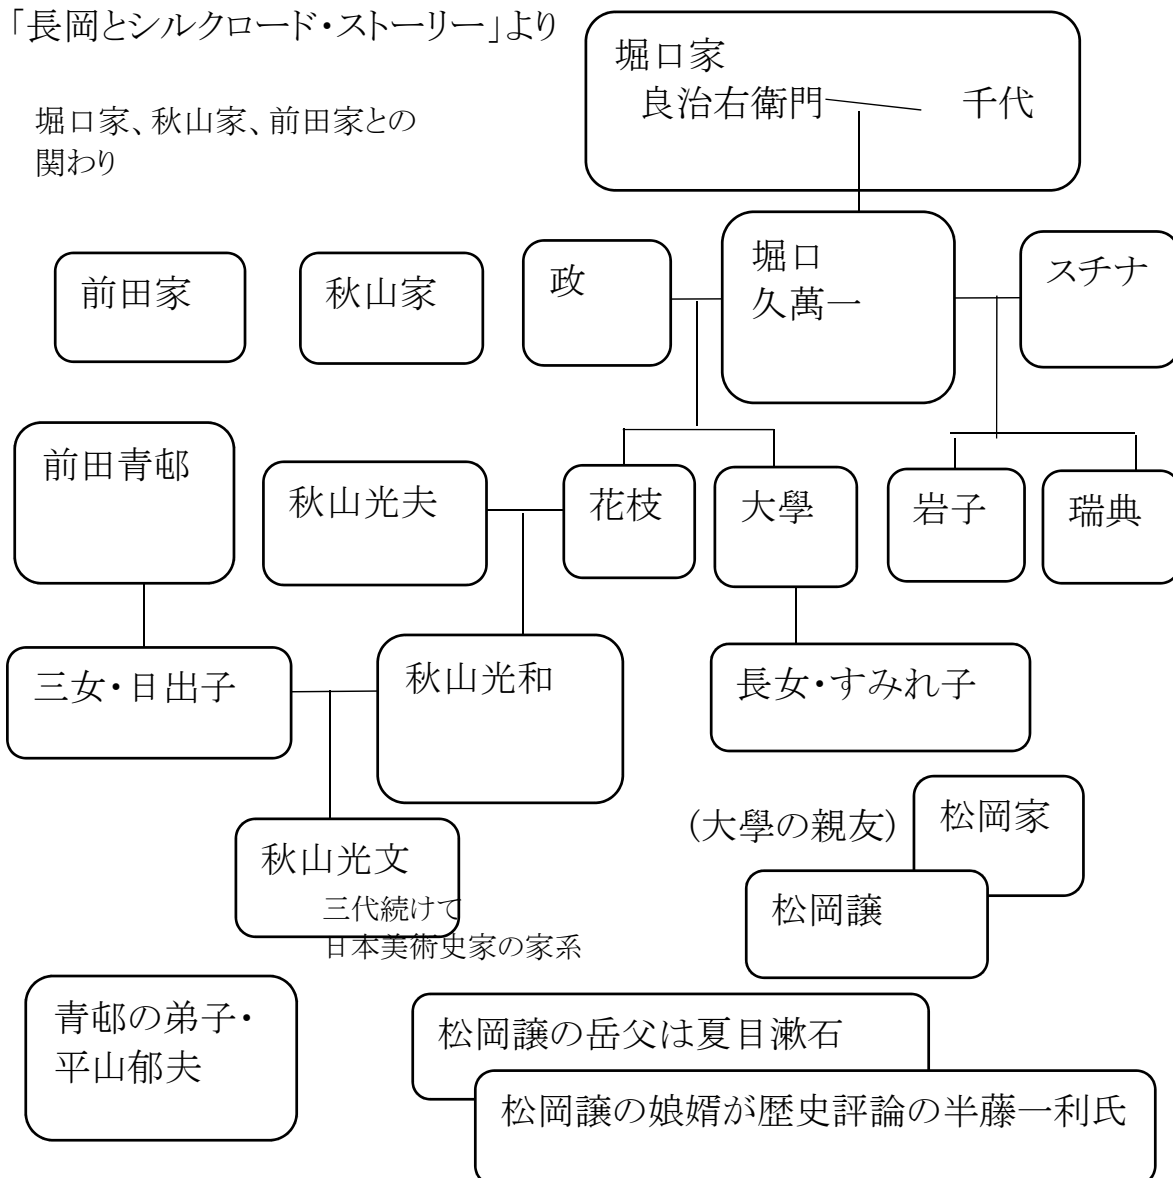 「長岡とシルクロード・ストーリー」より
堀口家、秋山家、前田家との
関わり
堀口家
良治右衛門 千代
前田家
秋山家
政
堀口
久萬一
スチナ
前田青邨
秋山光夫
花枝
大學
岩子
瑞典
三女・日出子
秋山光和
長女・すみれ子
秋山光文
三代続けて
日本美術史家の家系
(大學の親友)
松岡家
松岡譲
青邨の弟子・
平山郁夫
松岡譲の岳父は夏目漱石
松岡譲の娘婿が歴史評論の半藤一利氏